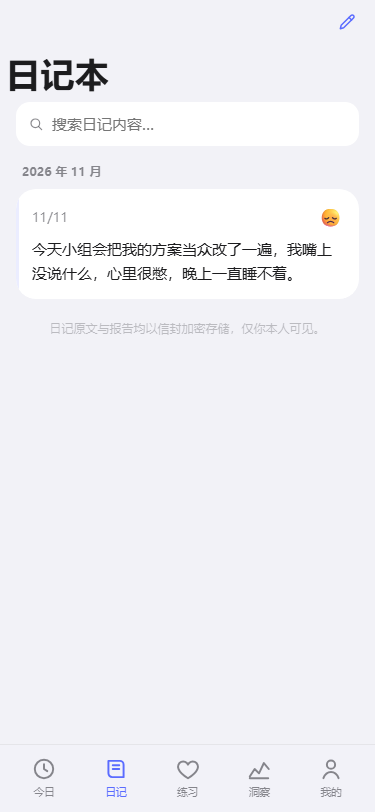 日记本
搜索日记内容...
2026 年 11 月
11/11
今天小组会把我的方案当众改了一遍，我嘴上
没说什么，心里很憋，晚上一直睡不着。
日记原文与报告均以信封加密存储，仅你本人可见。
今日
日记
练习
洞察
我的